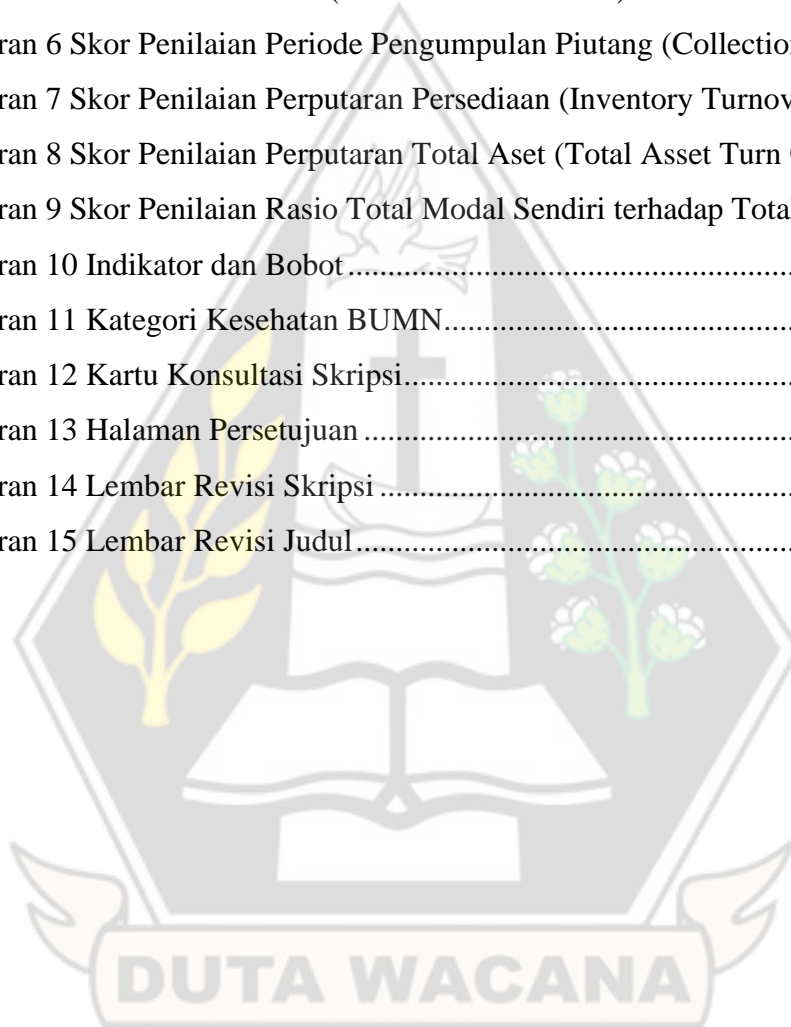 ran 6 Skor Penilaian Periode Pengumpulan Piutang (Collection
ran 7 Skor Penilaian Perputaran Persediaan (Inventory Turnov
ran 8 Skor Penilaian Perputaran Total Aset (Total Asset Turn
ran 9 Skor Penilaian Rasio Total Modal Sendiri terhadap Total
ran 10 Indikator dan Bobot..........................................................
ran 11 Kategori Kesehatan BUMN..............................................
ran 12 Kartu Konsultasi Skripsi...................................................
ran 13 Halaman Persetujuan ........................................................
ran 14 Lembar Revisi Skripsi ......................................................
ran 15 Lembar Revisi Judul.........................................................
DUTA WACANA